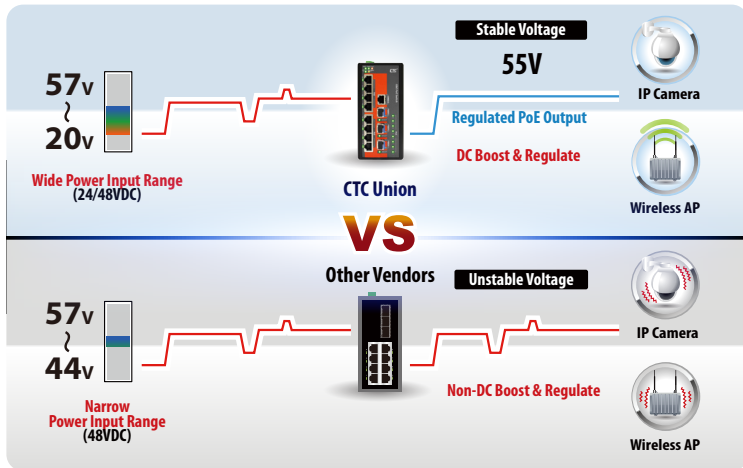 57v
~
20v
Wide Power Input Range
(24/48VDC)
CTC Union
Stable Voltage
55V
Regulated PoE Output
DC Boost & Regulate
IP Camera
Wireless AP
VS
Other Vendors
57v
~
44v
Narrow
Power Input Range
(48VDC)
Unstable Voltage
Non-DC Boost & Regulate
IP Camera
Wireless AP